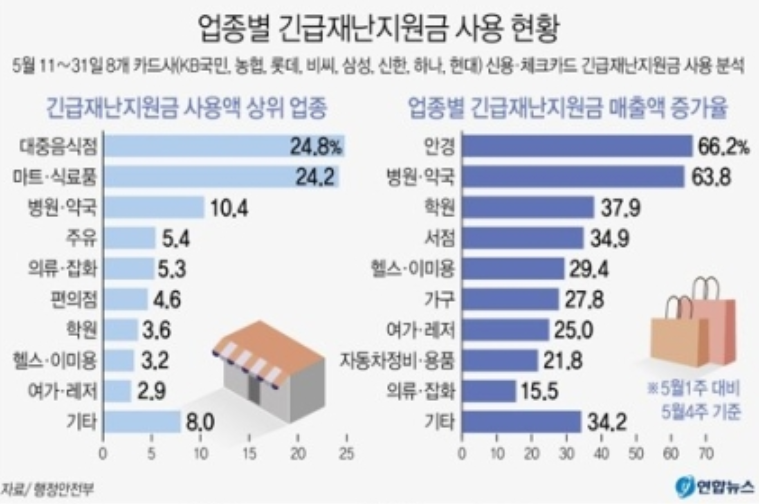 업종별 긴급재난지원금 사용 현황
5월 11~31일 8개 카드사(KB국민, 농협, 롯데, 비씨, 삼성, 신한, 하나, 현대) 신용·체크카드 긴급재난지원금 사용 분석
긴급재난지원금 사용액 상위 업종
대중음식점 24.8%
마트·식료품 24.2
병원·약국 10.4
주유 5.4
의류·잡화 5.3
편의점 4.6
학원 3.6
헬스·이미용 3.2
여가·레저 2.9
기타 8.0
0 5 10 15 20 25
업종별 긴급재난지원금 매출액 증가율
안경 66.2%
병원·약국 63.8
학원 37.9
서점 34.9
헬스·이미용 29.4
가구 27.8
여가·레저 25.0
자동차정비·용품 21.8
의류·잡화 15.5
기타 34.2
0 10 20 30 40 50 60 70
※5월1주 대비
5월4주 기준
자료/행정안전부
연합뉴스